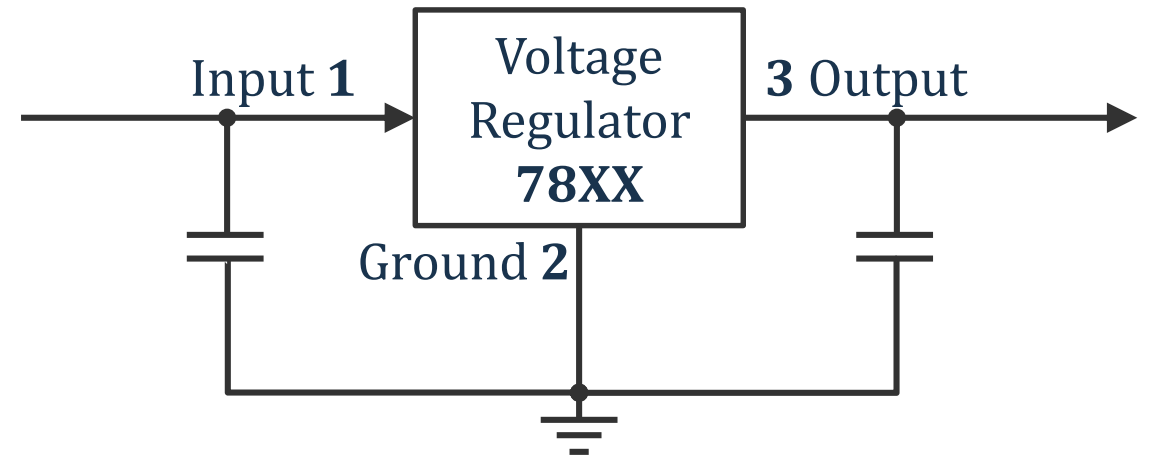 Input 1
Voltage
Regulator
78XX
3 Output
Ground 2